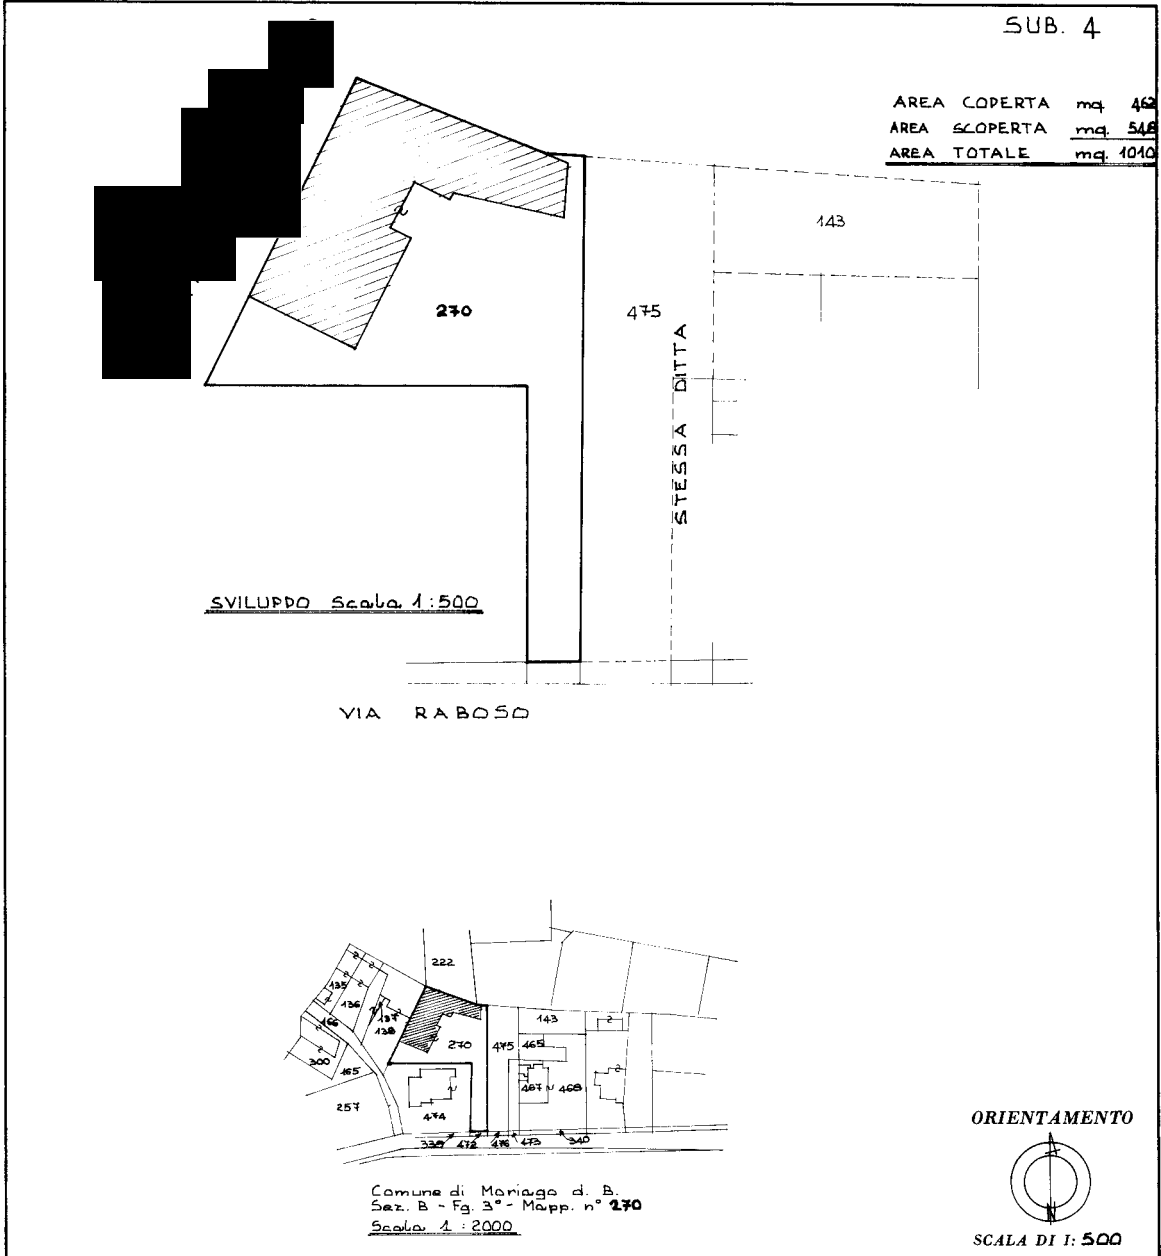 SUB. 4
AREA COPERTA mq. 462
AREA SCOPERTA mq. 548
AREA TOTALE mq. 1010
143
270
475
STESSA DITTA
SVILUPPO Scala 1:500
VIA RABOSO
222
135
136
166
137
138
300
165
257
270
475
143
465
467
468
474
339
472
476
473
340
Comune di Moriago d. B.
Sez. B - Fg. 3° - Mapp. n° 270
Scala 1 : 2000
ORIENTAMENTO
N
SCALA DI 1: 500